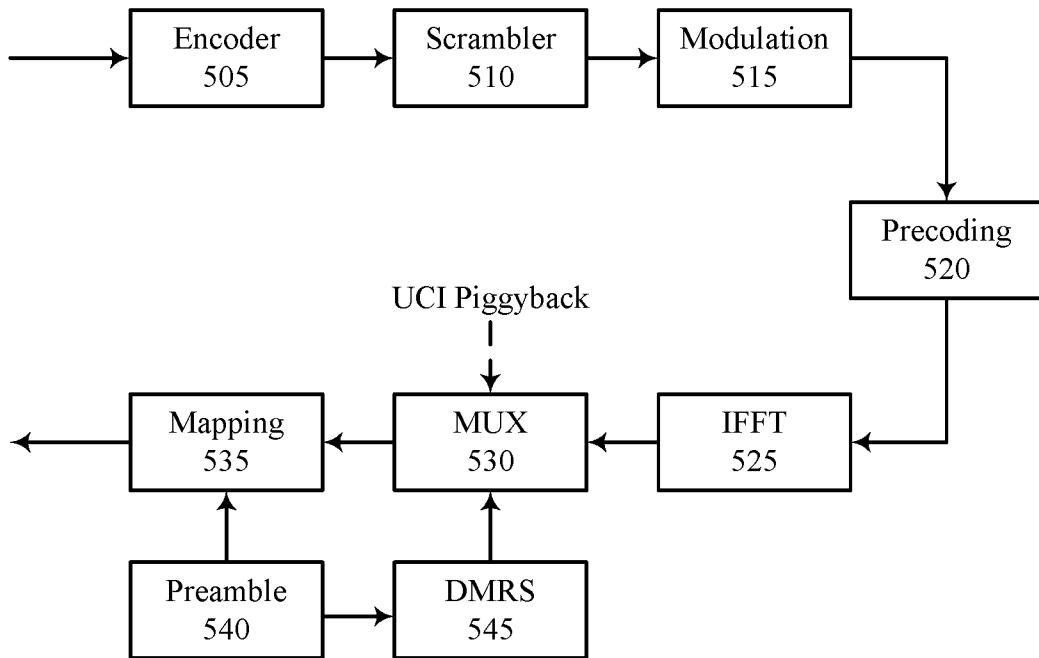 Encoder
505
Scrambler
510
Modulation
515
Precoding
520
UCI Piggyback
Mapping
535
MUX
530
IFFT
525
Preamble
540
DMRS
545